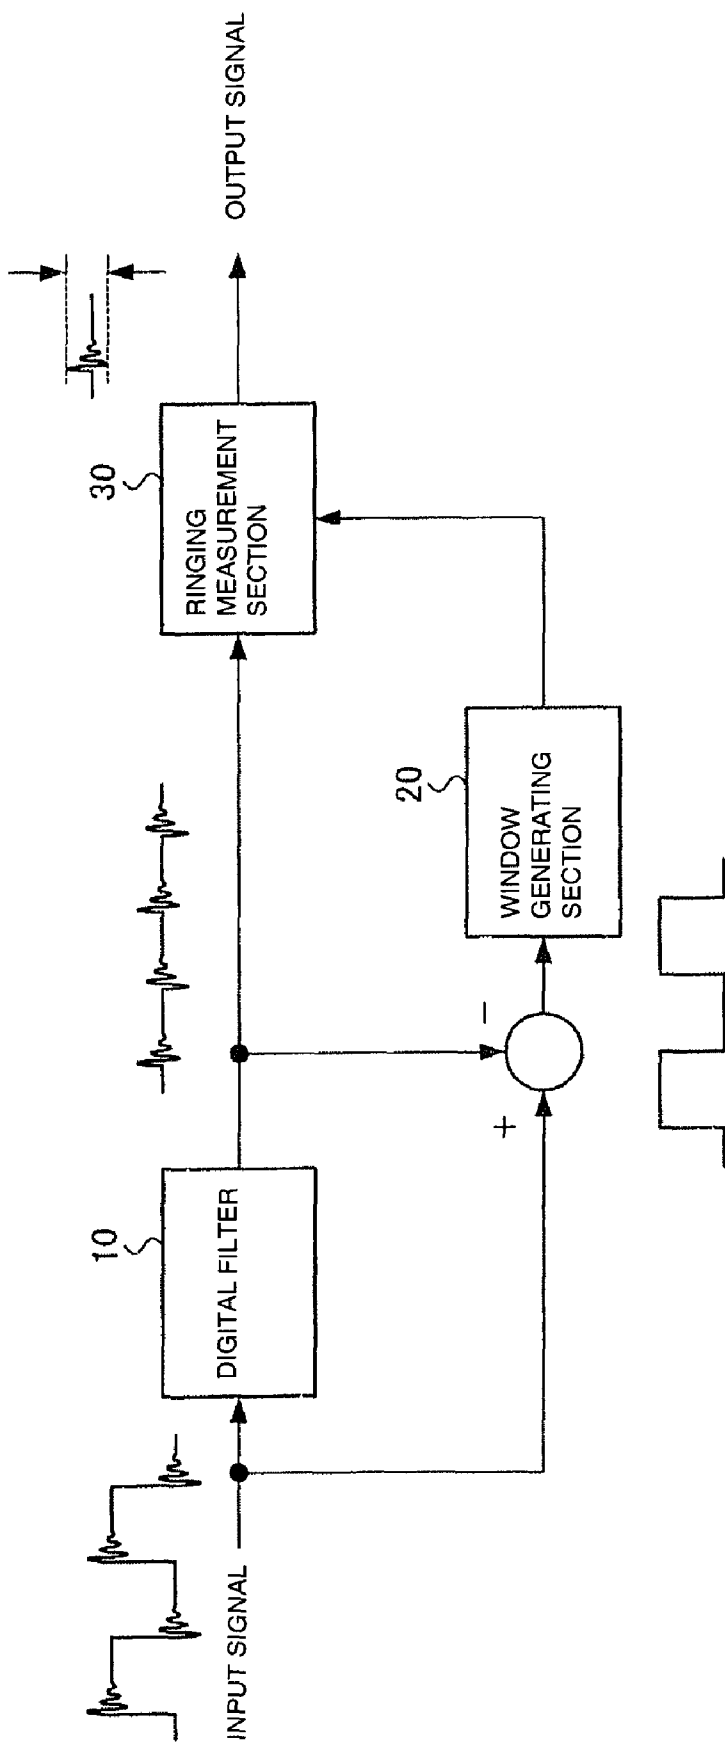 INPUT SIGNAL
10
DIGITAL FILTER
+
-
20
WINDOW
GENERATING
SECTION
30
RINGING
MEASUREMENT
SECTION
OUTPUT SIGNAL